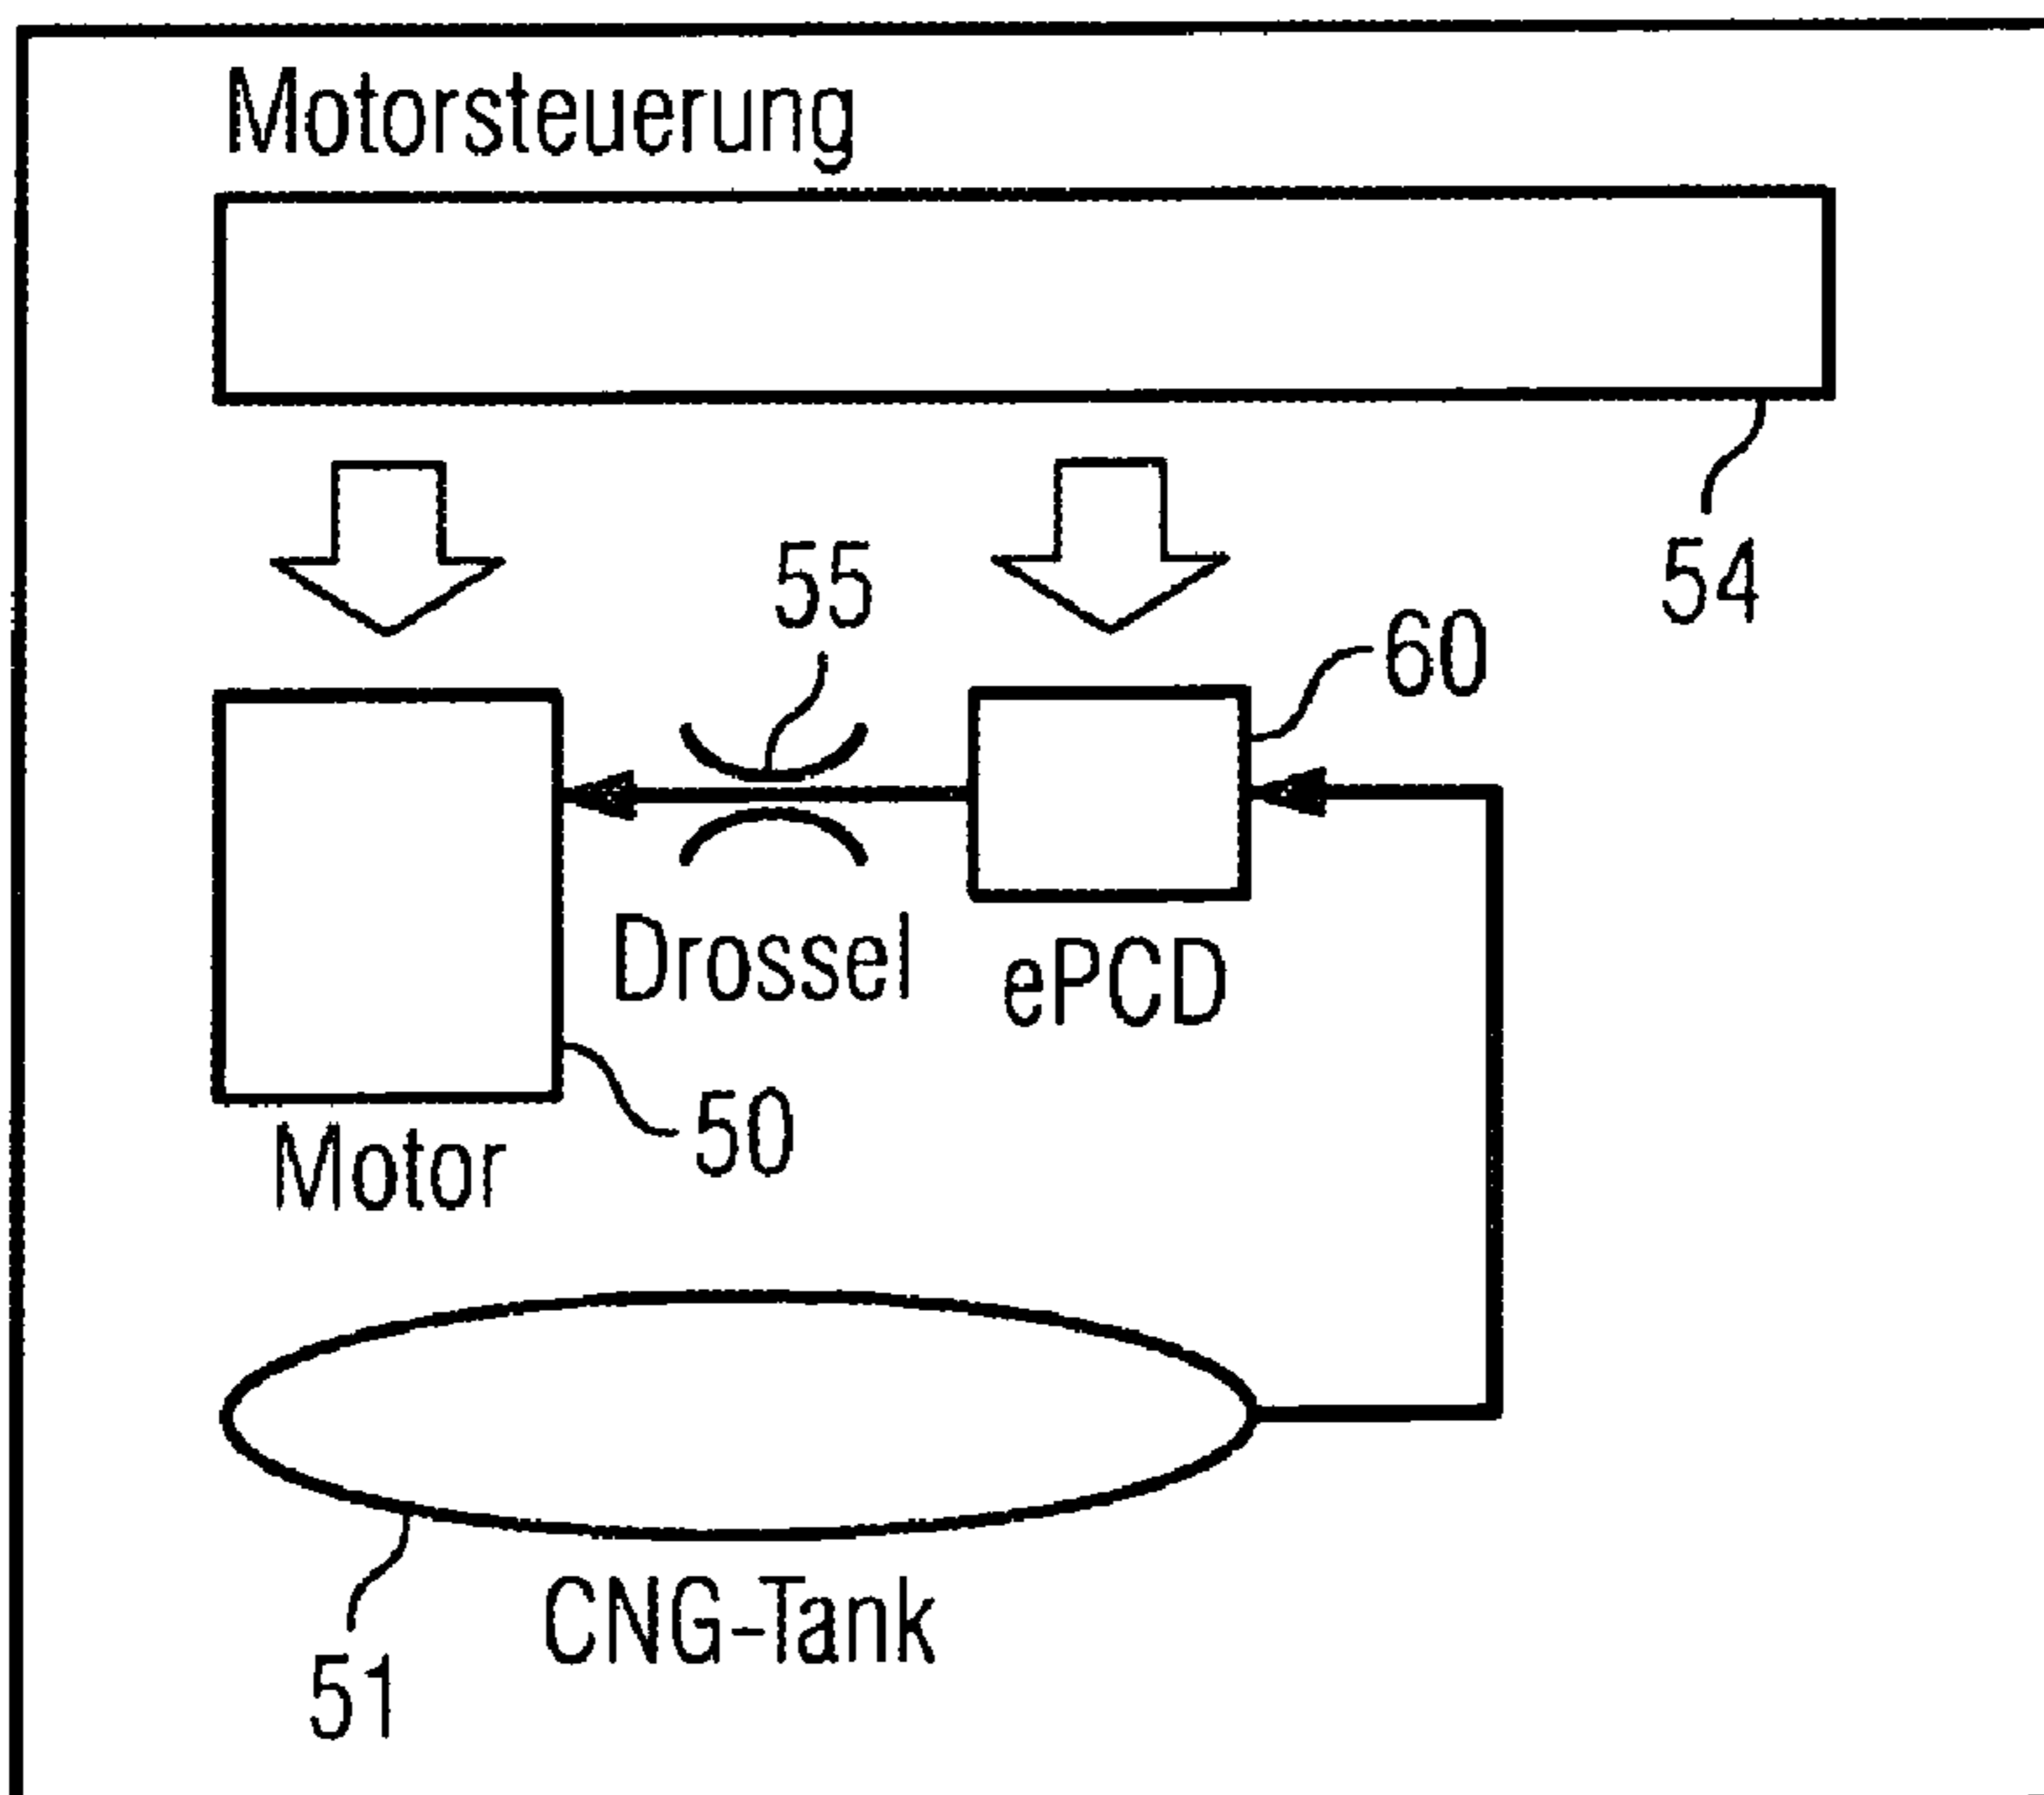 Motorsteuerung
54
55
60
Drossel
ePCD
50
Motor
CNG-Tank
51